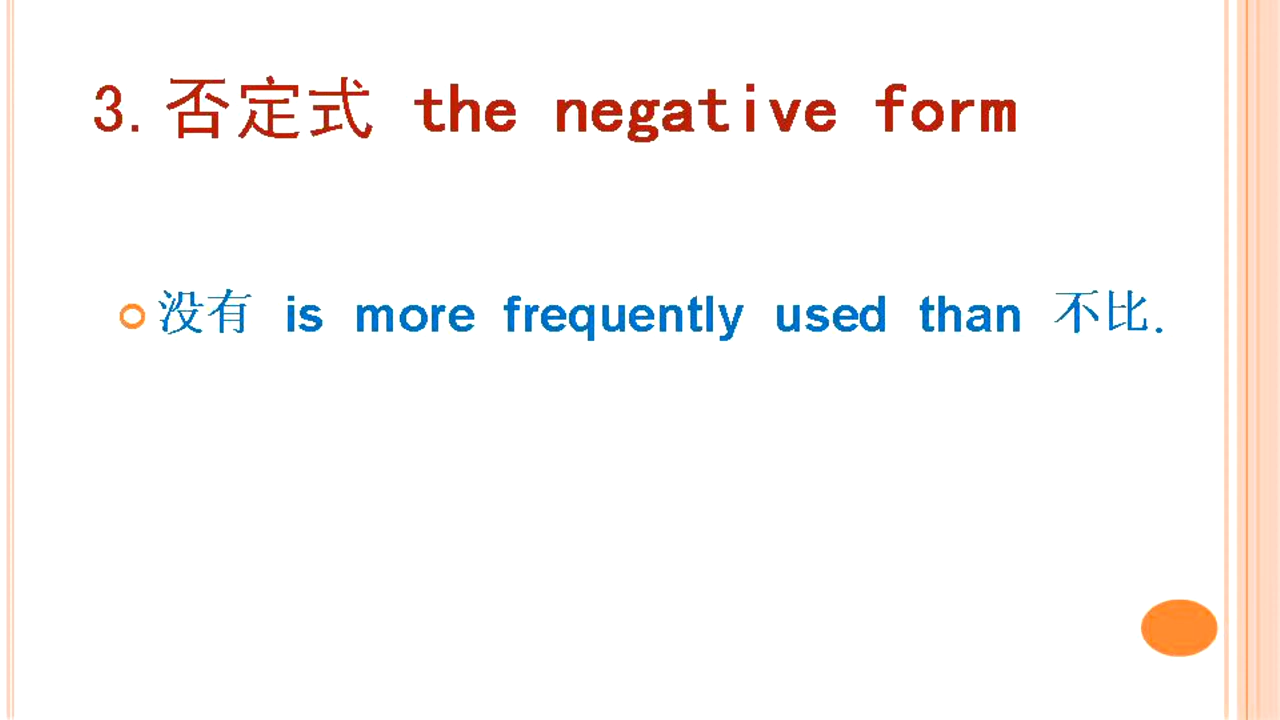 3.否定式 the negative form
没有 is more frequently used than 不比.